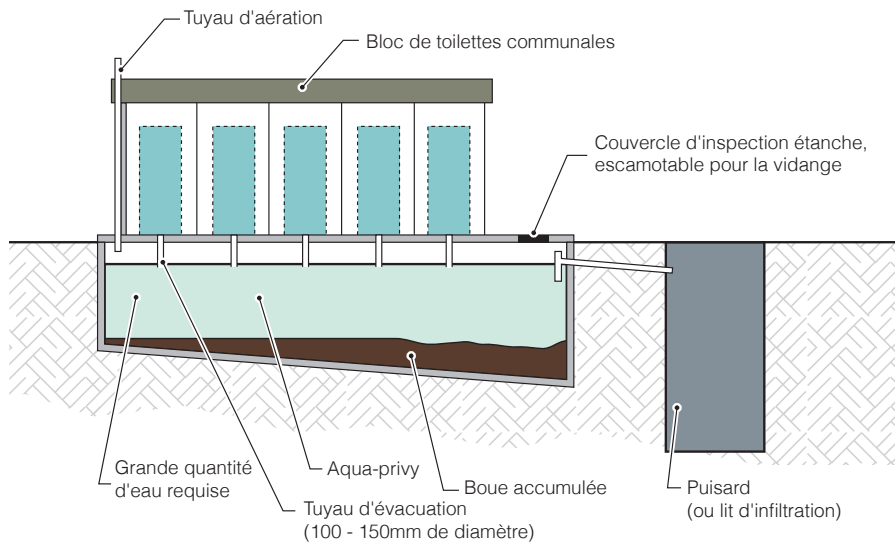 Tuyau d'aération
Bloc de toilettes communales
Couvercle d'inspection étanche,
escamotable pour la vidange
Grande quantité
d'eau requise
Aqua-privy
Tuyau d'évacuation
(100 - 150mm de diamètre)
Boue accumulée
Puisard
(ou lit d'infiltration)